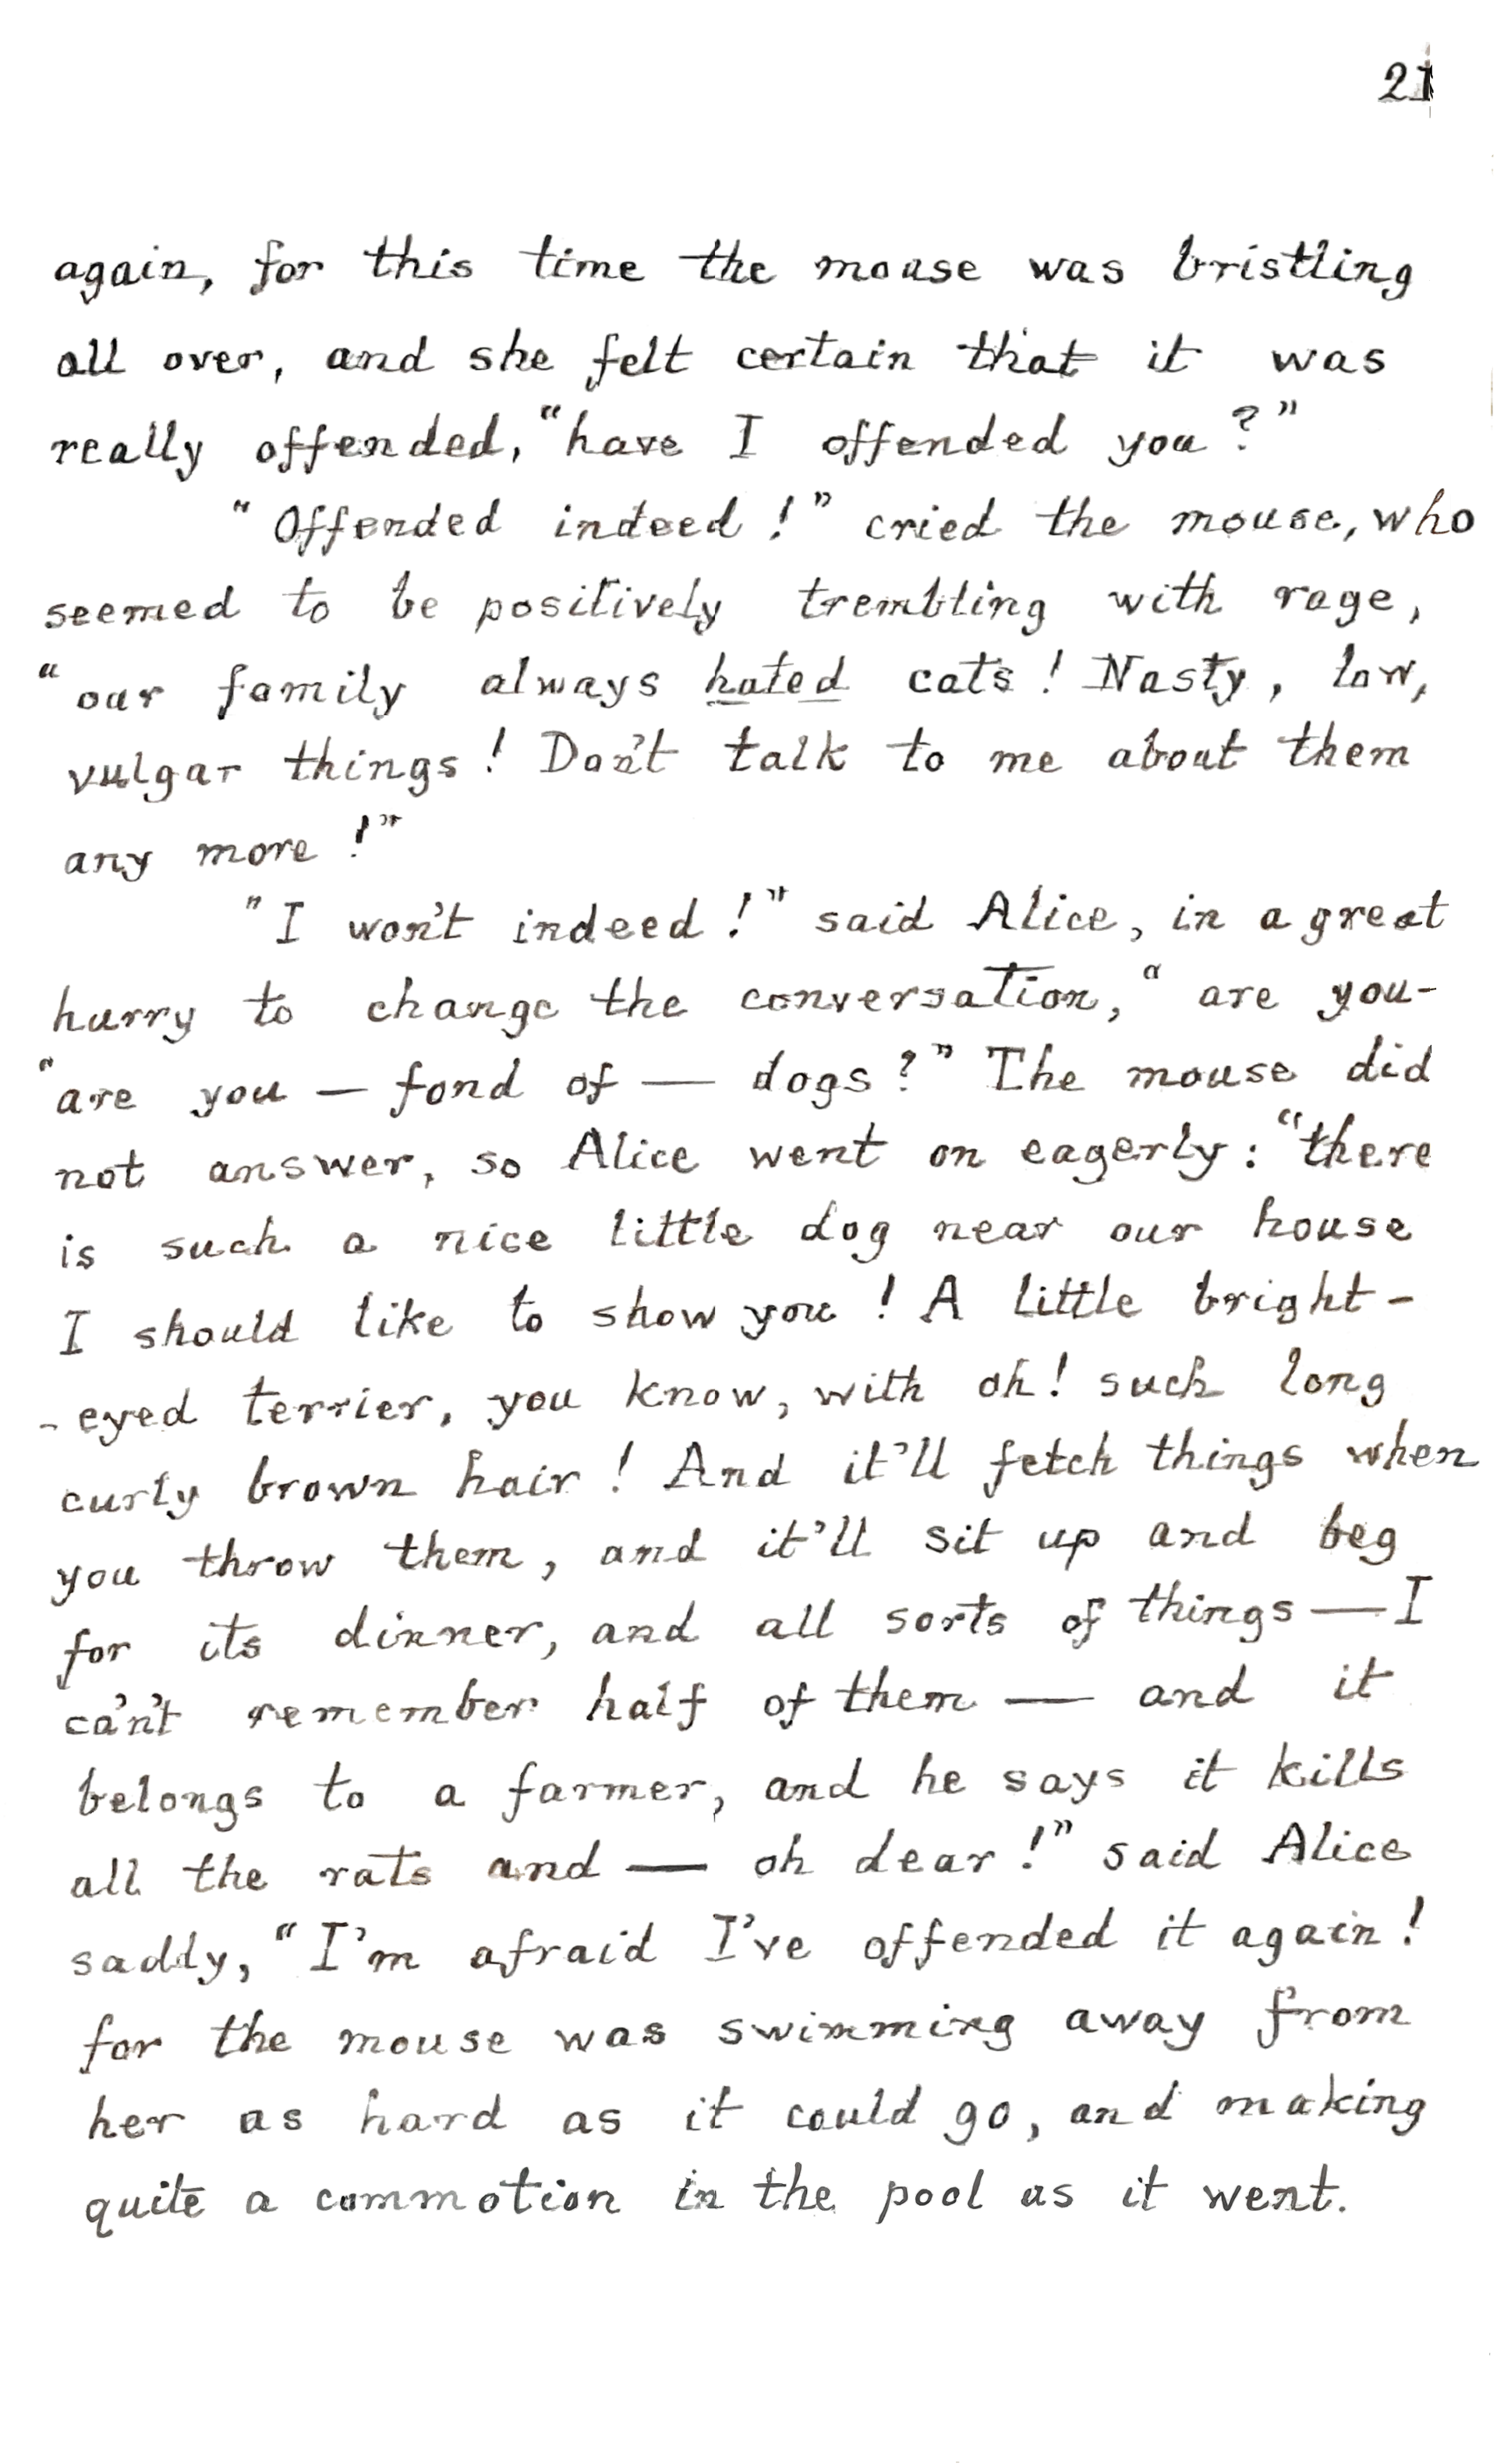 21
again, for this time the mouse was bristling
all over, and she felt certain that it was
really offended, "have I offended you?"
"Offended indeed!" cried the mouse, who
seemed to be positively trembling with rage,
"our family always hated cats! Nasty, low,
vulgar things! Don't talk to me about them
any more!"
"I won't indeed!" said Alice, in a great
hurry to change the conversation, "are you-
"are you — fond of — dogs?" The mouse did
not answer, so Alice went on eagerly: "there
is such a nice little dog near our house
I should like to show you! A little bright-
-eyed terrier, you know, with oh! such long
curly brown hair! And it'll fetch things when
you throw them, and it'll sit up and beg
for its dinner, and all sorts of things — I
ca'n't remember half of them — and it
belongs to a farmer, and he says it kills
all the rats and — oh dear!" said Alice
sadly, "I'm afraid I've offended it again!
for the mouse was swimming away from
her as hard as it could go, and making
quite a commotion in the pool as it went.